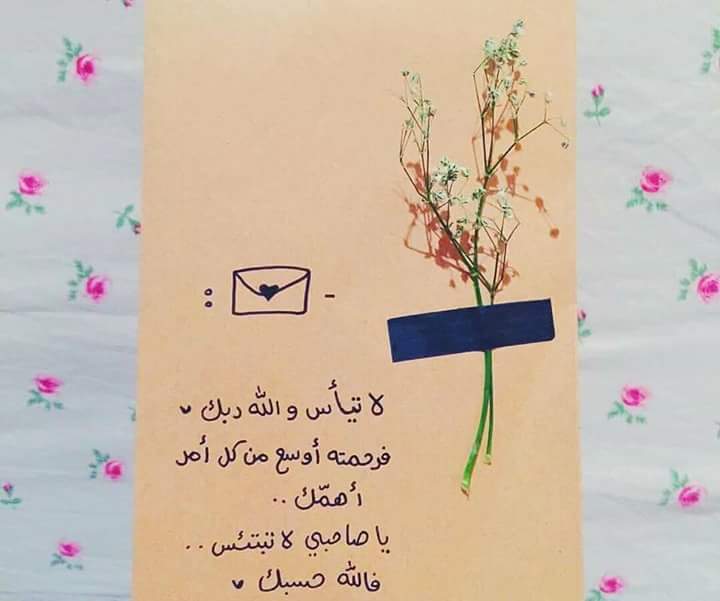 لا تيأس و الله ربك
فرحمته أوسع من كل أمر
أهمّك ..
يا صاحبي لا تبتئس ..
فالله حسبك